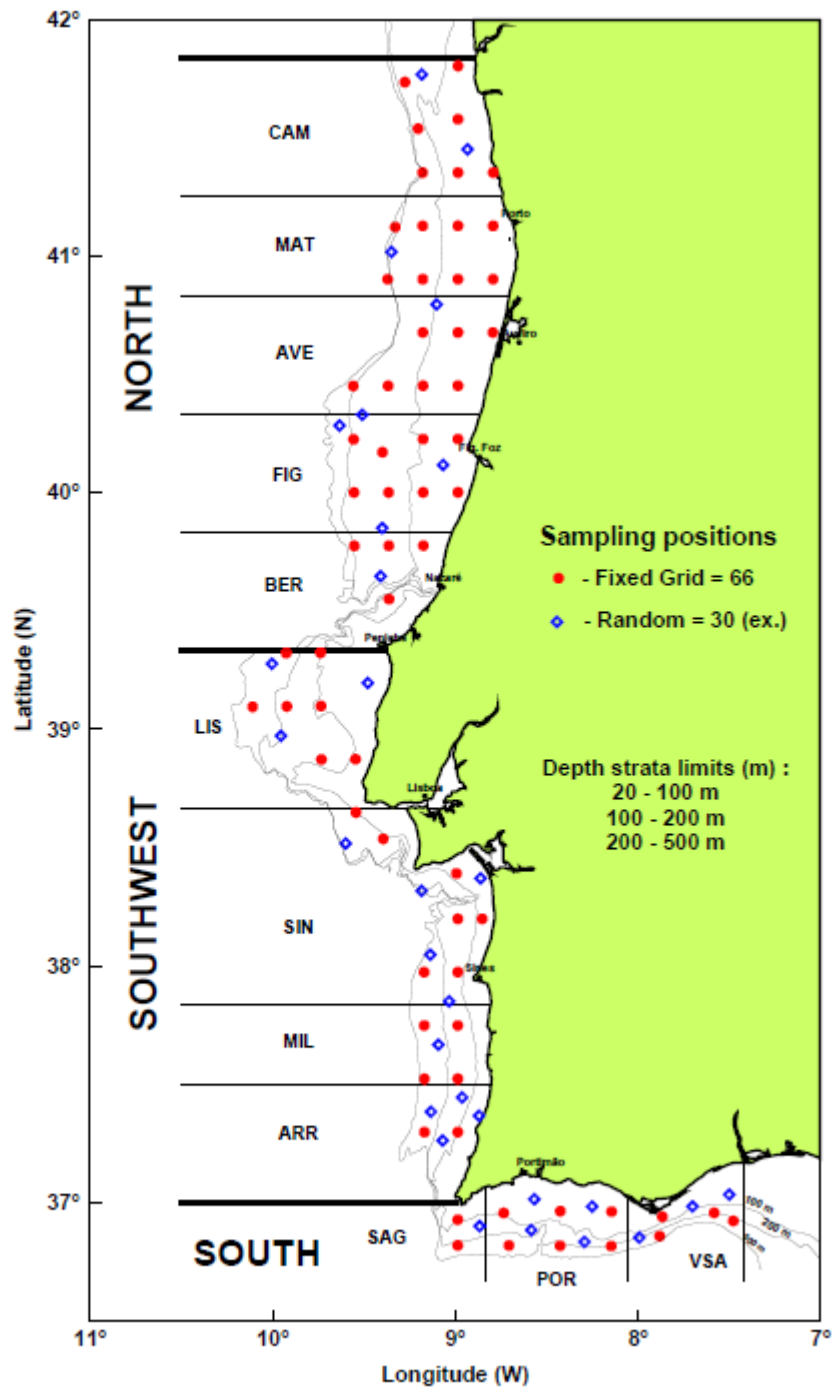 42°
CAM
Porto
MAT
41°
NORTH
AVE
Aveiro
FIG
Fig. Foz
40°
Sampling positions
- Fixed Grid = 66
- Random = 30 (ex.)
BER
Nazaré
Peniche
Latitude (N)
39°
LIS
Lisboa
Depth strata limits (m) :
20 - 100 m
100 - 200 m
200 - 500 m
SOUTHWEST
SIN
38°
Sines
MIL
ARR
Portimão
37°
SAG
SOUTH
POR
VSA
100 m
200 m
500 m
11°
10°
9°
8°
7°
Longitude (W)